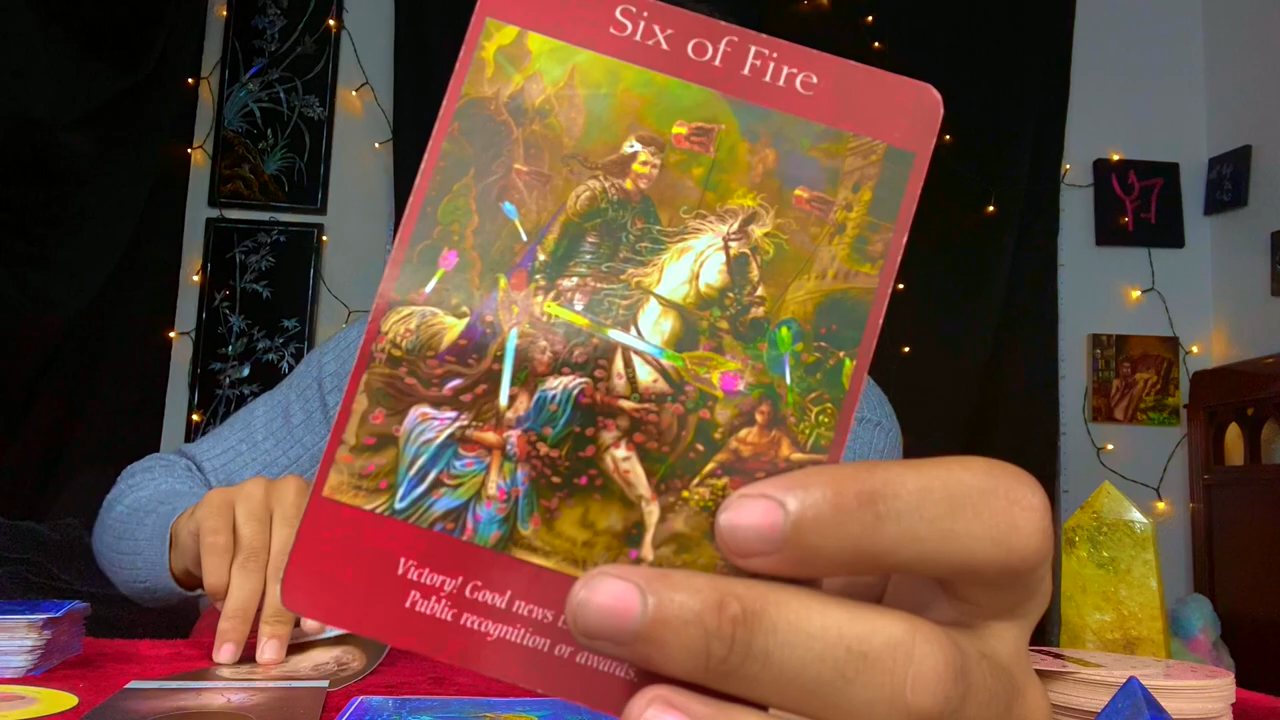 Six of Fire
Victory! Good news
Public recognition or awards.